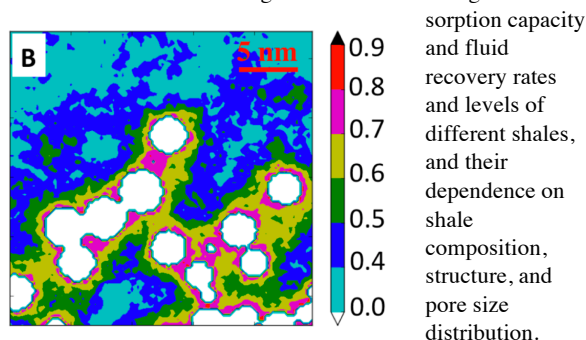 B
5 nm
0.9
0.8
0.7
0.6
0.5
0.4
0.0
sorption capacity
and fluid
recovery rates
and levels of
different shales,
and their
dependence on
shale
composition,
structure, and
pore size
distribution.